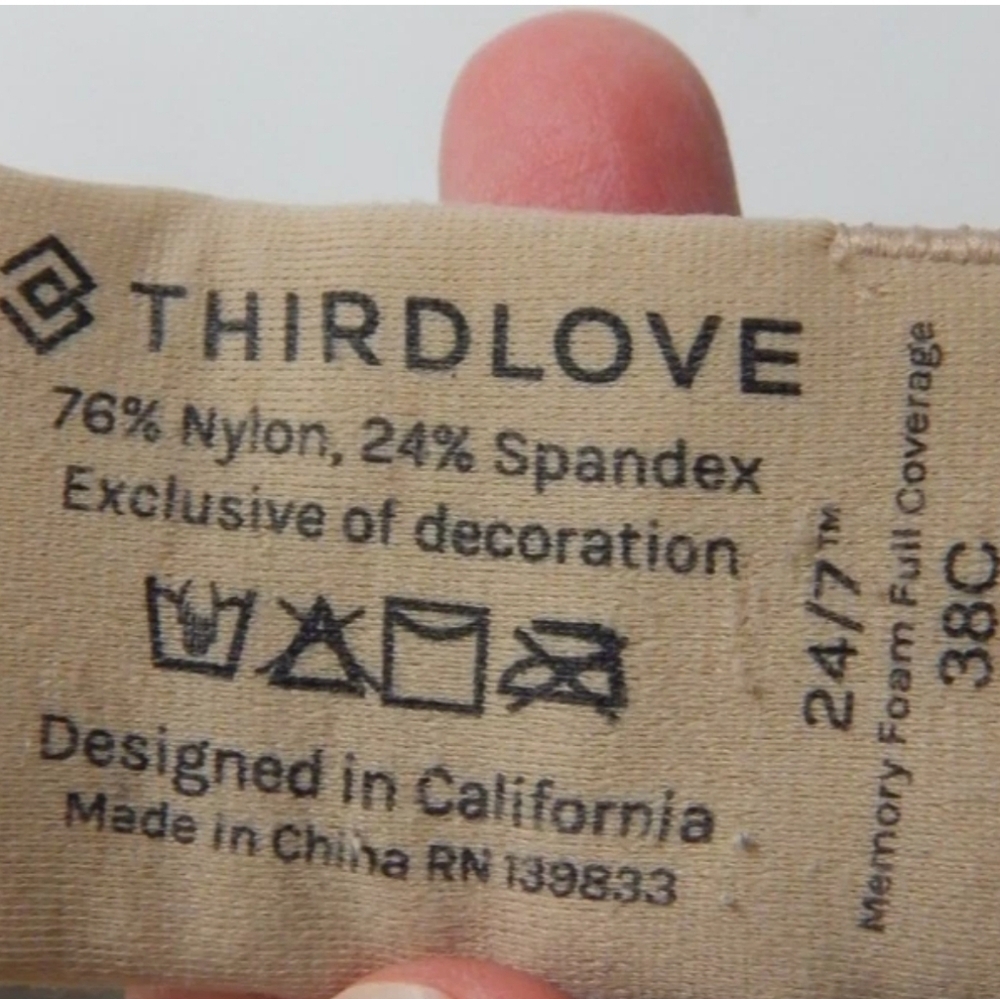 THIRDLOVE
76% Nylon, 24% Spandex
Exclusive of decoration
Designed in California
Made in China RN 139833
24/7™
Memory Foam Full Coverage
38C